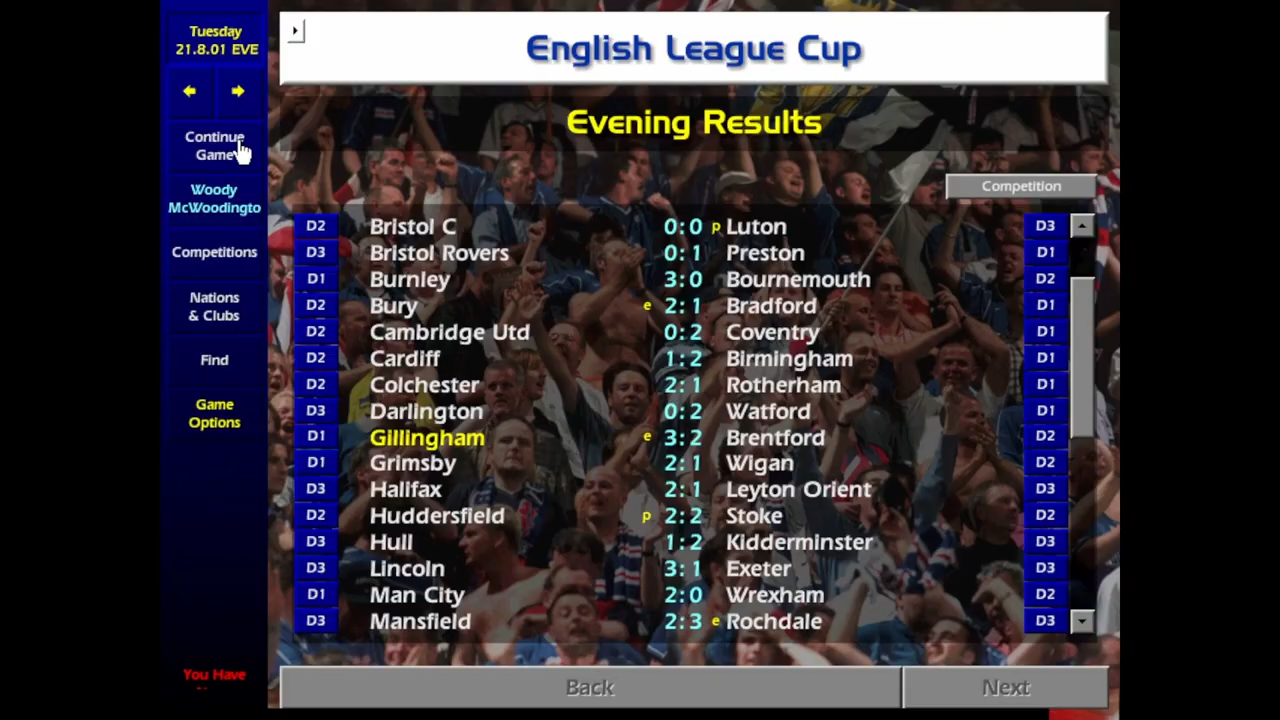 Tuesday
21.8.01 EVE
Continue
Game
Woody
McWoodingto
Competitions
Nations
& Clubs
Find
Game
Options
You Have
English League Cup
Evening Results
Competition
D2 Bristol C 0:0 p Luton D3
D3 Bristol Rovers 0:1 Preston D1
D1 Burnley 3:0 Bournemouth D2
D2 Bury e 2:1 Bradford D1
D2 Cambridge Utd 0:2 Coventry D1
D2 Cardiff 1:2 Birmingham D1
D2 Colchester 2:1 Rotherham D1
D3 Darlington 0:2 Watford D1
D1 Gillingham e 3:2 Brentford D2
D1 Grimsby 2:1 Wigan D2
D3 Halifax 2:1 Leyton Orient D3
D2 Huddersfield p 2:2 Stoke D2
D3 Hull 1:2 Kidderminster D3
D3 Lincoln 3:1 Exeter D3
D1 Man City 2:0 Wrexham D2
D3 Mansfield 2:3 e Rochdale D3
Back
Next